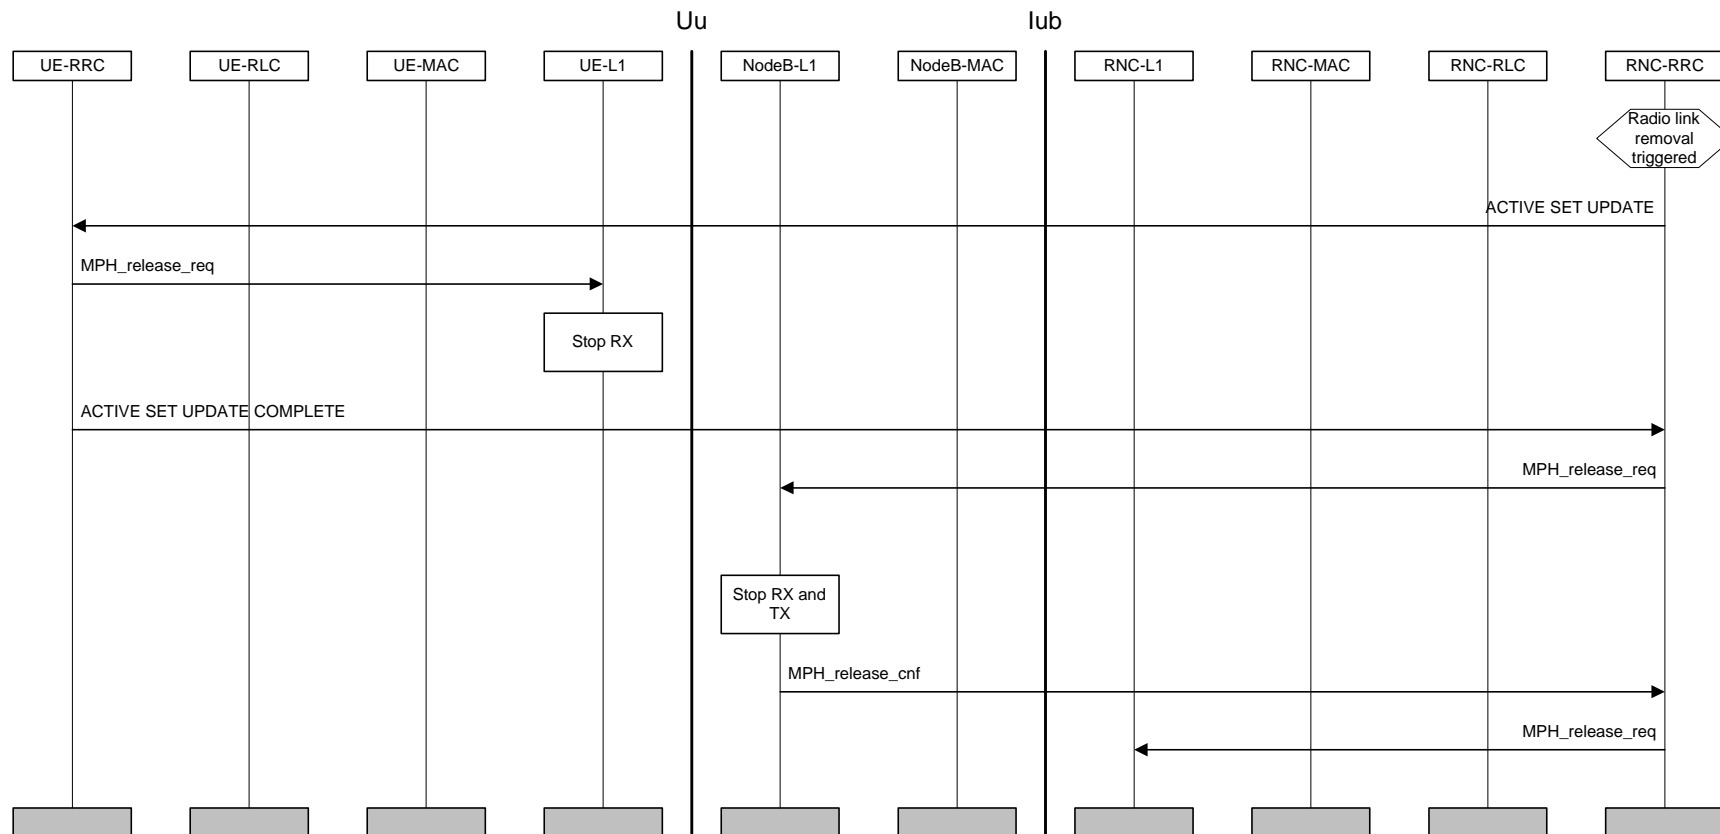 Uu
Iub
UE-RRC
UE-RLC
UE-MAC
UE-L1
NodeB-L1
NodeB-MAC
RNC-L1
RNC-MAC
RNC-RLC
RNC-RRC
Radio link
removal
triggered
ACTIVE SET UPDATE
MPH_release_req
Stop RX
ACTIVE SET UPDATE COMPLETE
MPH_release_req
Stop RX and
TX
MPH_release_cnf
MPH_release_req